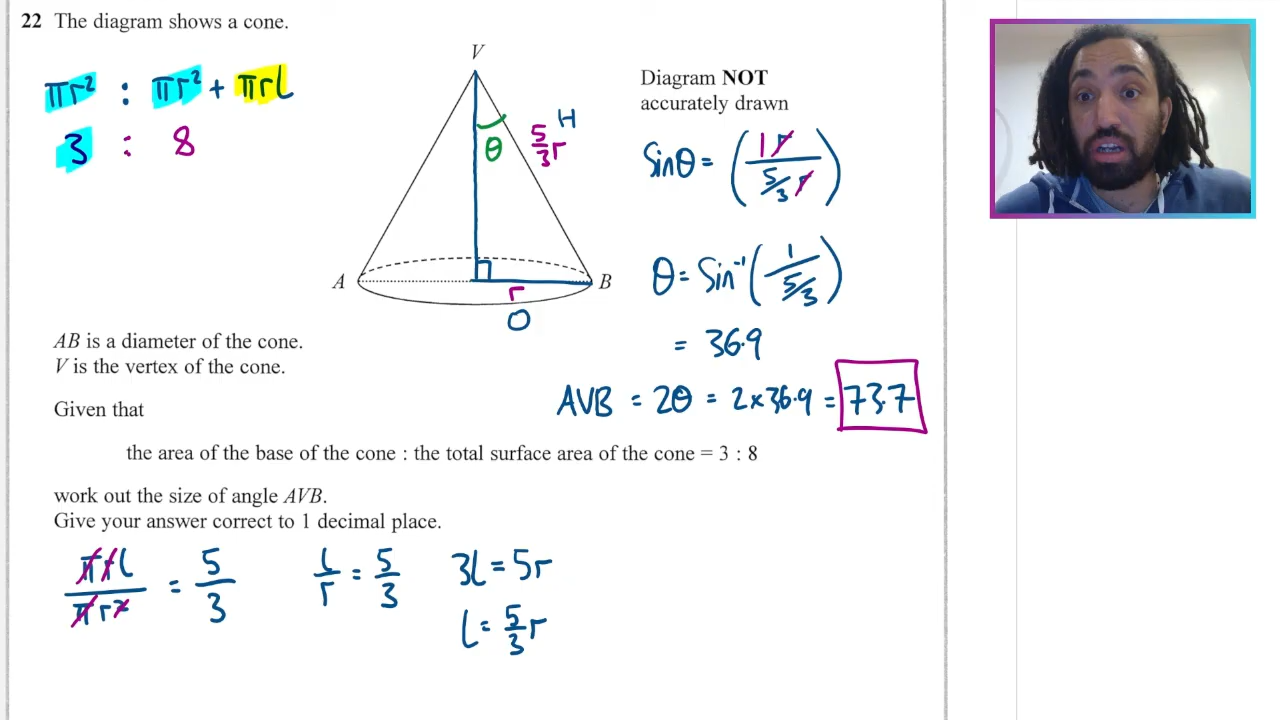 22 The diagram shows a cone.
πr² : πr² + πrl
3 : 8
V
θ
5/3 r
H
A
B
r
O
Diagram NOT
accurately drawn
Sinθ = (1r / 5/3 r)
θ = Sin⁻¹ (1 / 5/3)
= 36.9
AVB = 2θ = 2 × 36.9 = 73.7
AB is a diameter of the cone.
V is the vertex of the cone.
Given that
the area of the base of the cone : the total surface area of the cone = 3 : 8
work out the size of angle AVB.
Give your answer correct to 1 decimal place.
πrl / πr² = 5/3
l/r = 5/3
3l = 5r
l = 5/3 r